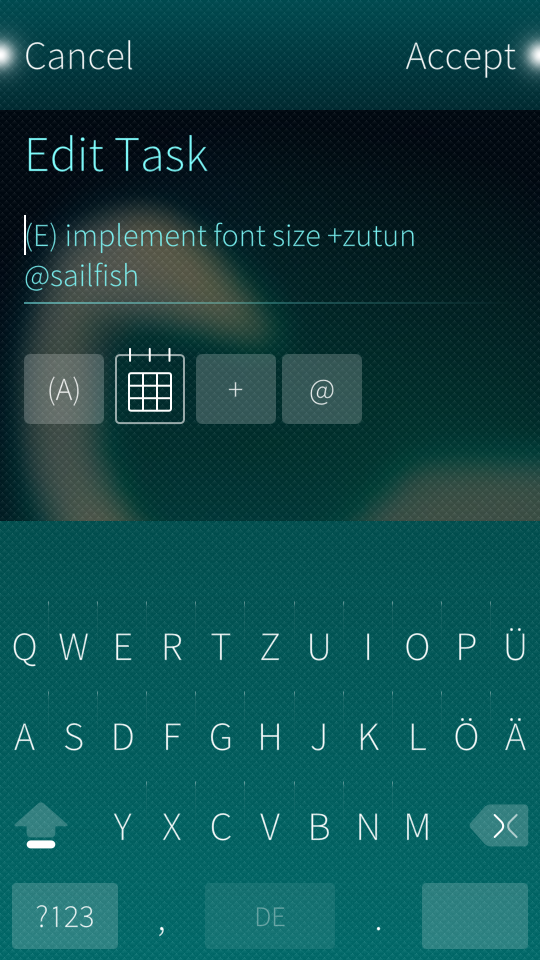 Cancel Accept
Edit Task
(E) implement font size +zutun
@sailfish
(A) + @
Q W E R T Z U I O P Ü
A S D F G H J K L Ö Ä
Y X C V B N M
?123 , DE .